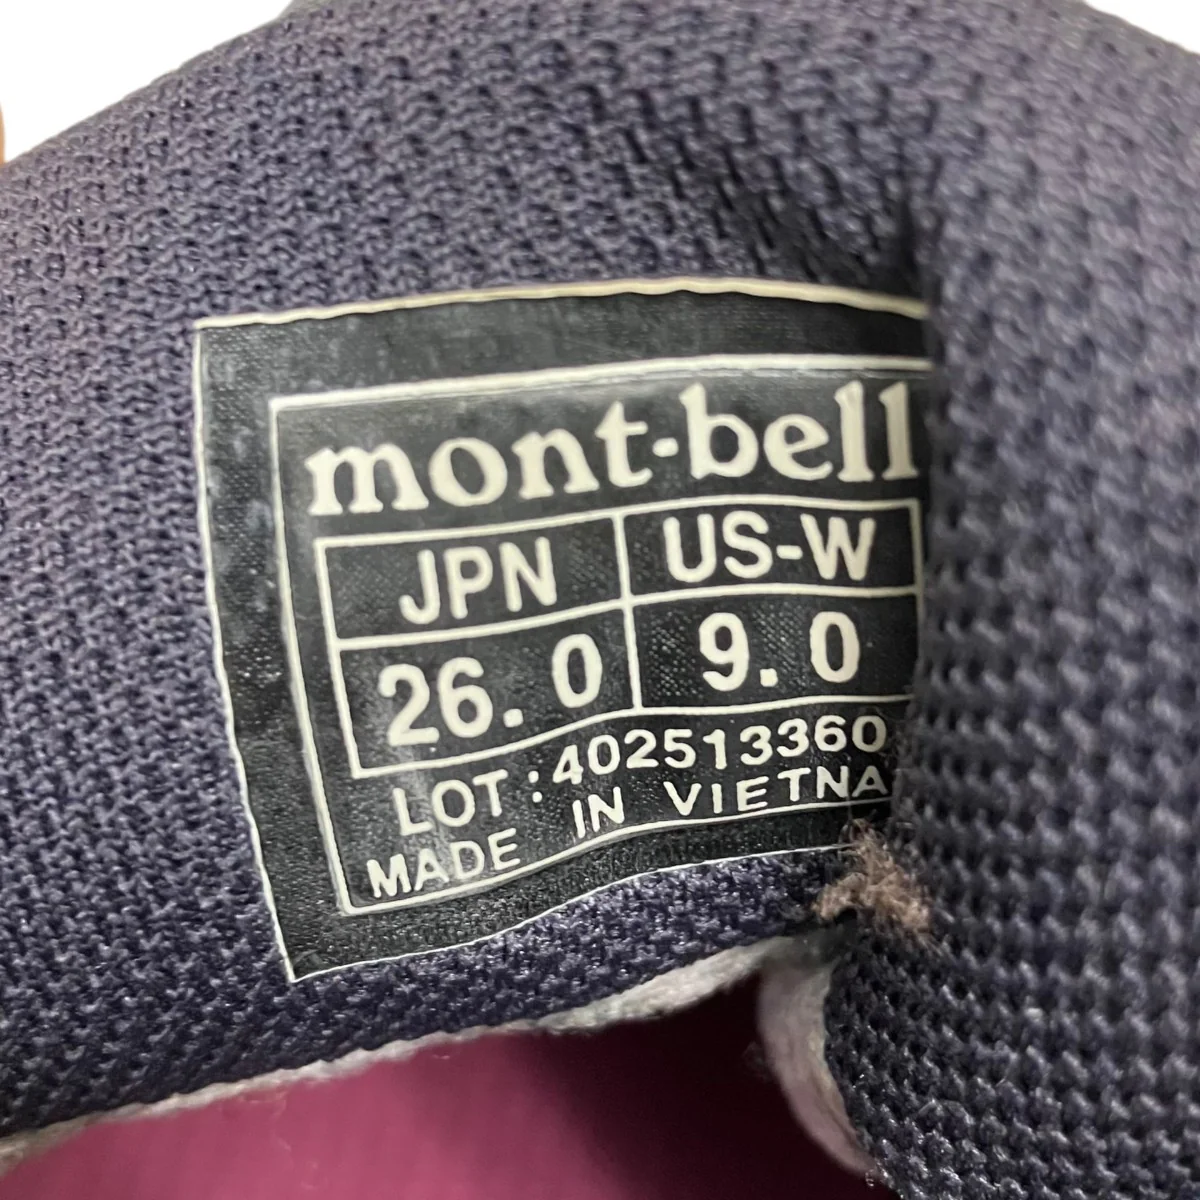 mont-bell
JPN US-W
26.0 9.0
LOT:402513360
MADE IN VIETNA